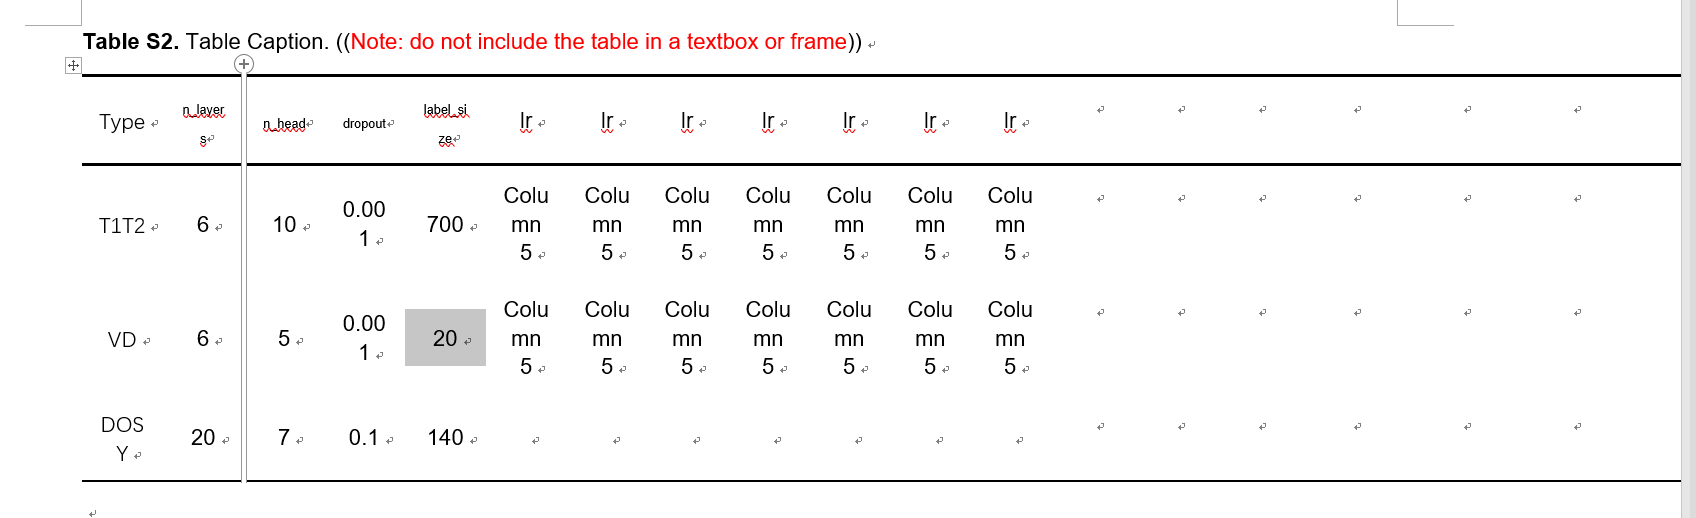 Table S2. Table Caption. ((Note: do not include the table in a textbox or frame))
Type n_layers n_head dropout label_size lr lr lr lr lr lr lr
T1T2 6 10 0.001 700 Column 5 Column 5 Column 5 Column 5 Column 5 Column 5 Column 5
VD 6 5 0.001 20 Column 5 Column 5 Column 5 Column 5 Column 5 Column 5 Column 5
DOSY 20 7 0.1 140